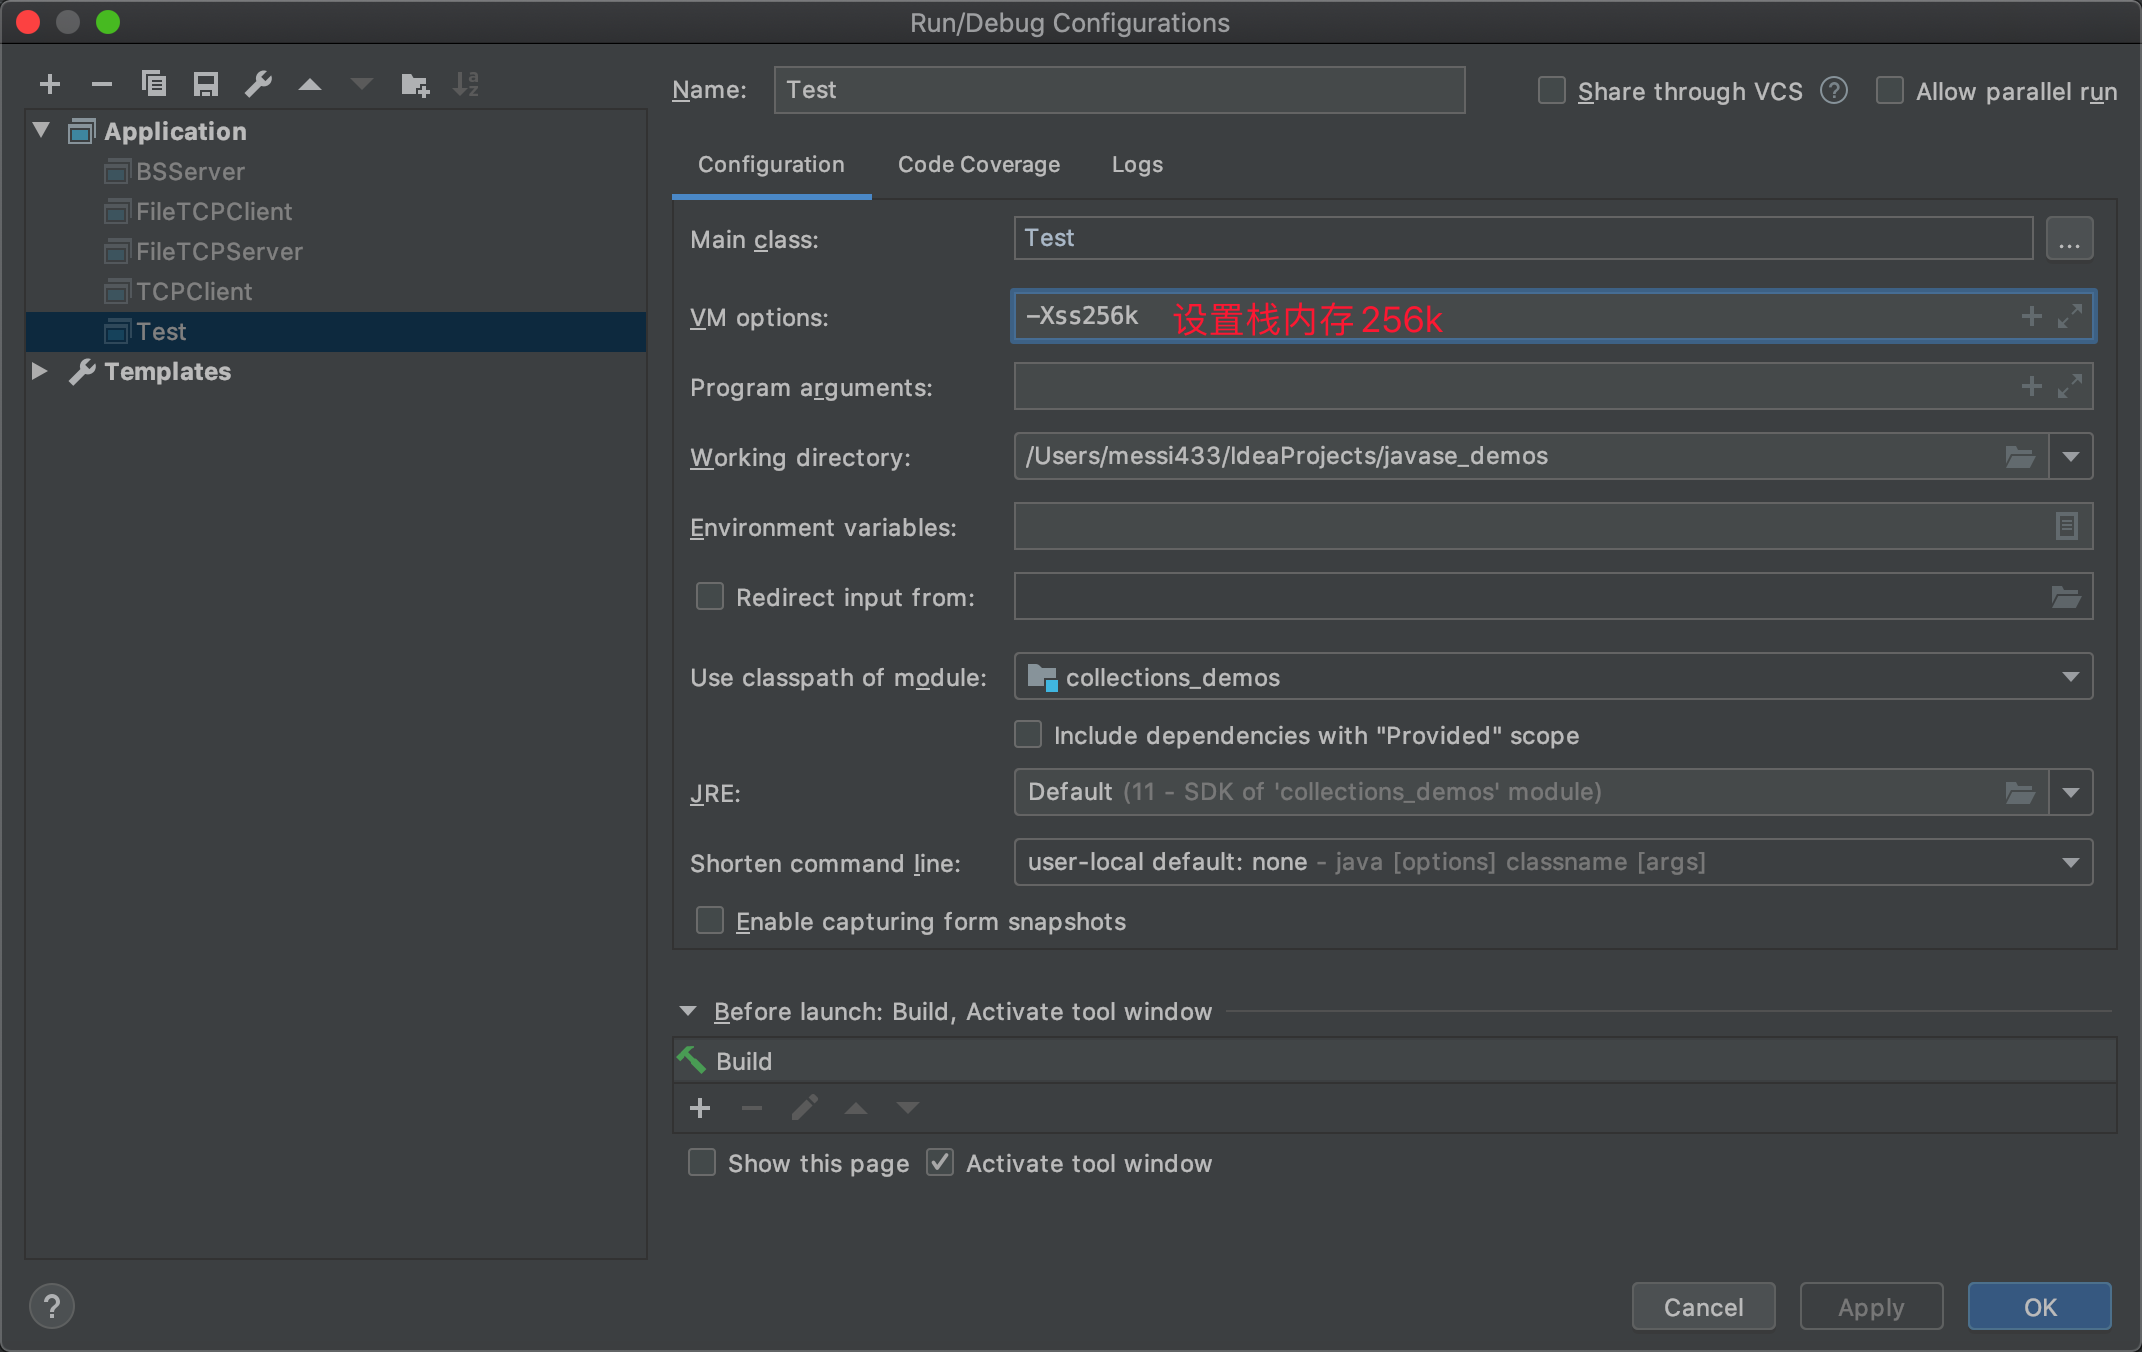 Run/Debug Configurations
Name: Test Share through VCS ? Allow parallel run
Application
BSServer
FileTCPClient
FileTCPServer
TCPClient
Test
Templates
Configuration Code Coverage Logs
Main class: Test ...
VM options: -Xss256k 设置栈内存256k
Program arguments:
Working directory: /Users/messi433/IdeaProjects/javase_demos
Environment variables:
Redirect input from:
Use classpath of module: collections_demos
Include dependencies with "Provided" scope
JRE: Default (11 - SDK of 'collections_demos' module)
Shorten command line: user-local default: none - java [options] classname [args]
Enable capturing form snapshots
Before launch: Build, Activate tool window
Build
Show this page Activate tool window
? Cancel Apply OK